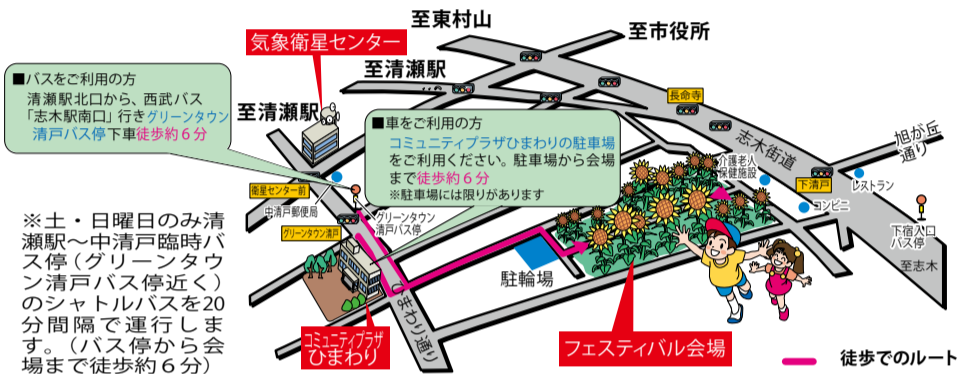 至東村山
至市役所
気象衛星センター
至清瀬駅
至清瀬駅
■バスをご利用の方
清瀬駅北口から、西武バス
「志木駅南口」行きグリーンタウン
清戸バス停下車徒歩約６分
■車をご利用の方
コミュニティプラザひまわりの駐車場
をご利用ください。駐車場から会場
まで徒歩約６分
※駐車場には限りがあります
長命寺
志木街道
旭が丘
通り
介護老人
保健施設
下清戸
レストラン
コンビニ
下宿入口
バス停
至志木
衛星センター前
中清戸郵便局
グリーンタウン
清戸バス停
グリーンタウン清戸
※土・日曜日のみ清
瀬駅～中清戸臨時バ
ス停（グリーンタウ
ン清戸バス停近く）
のシャトルバスを20
分間隔で運行しま
す。（バス停から会
場まで徒歩約６分）
駐輪場
ひまわり通り
コミュニティプラザ
ひまわり
フェスティバル会場
徒歩でのルート